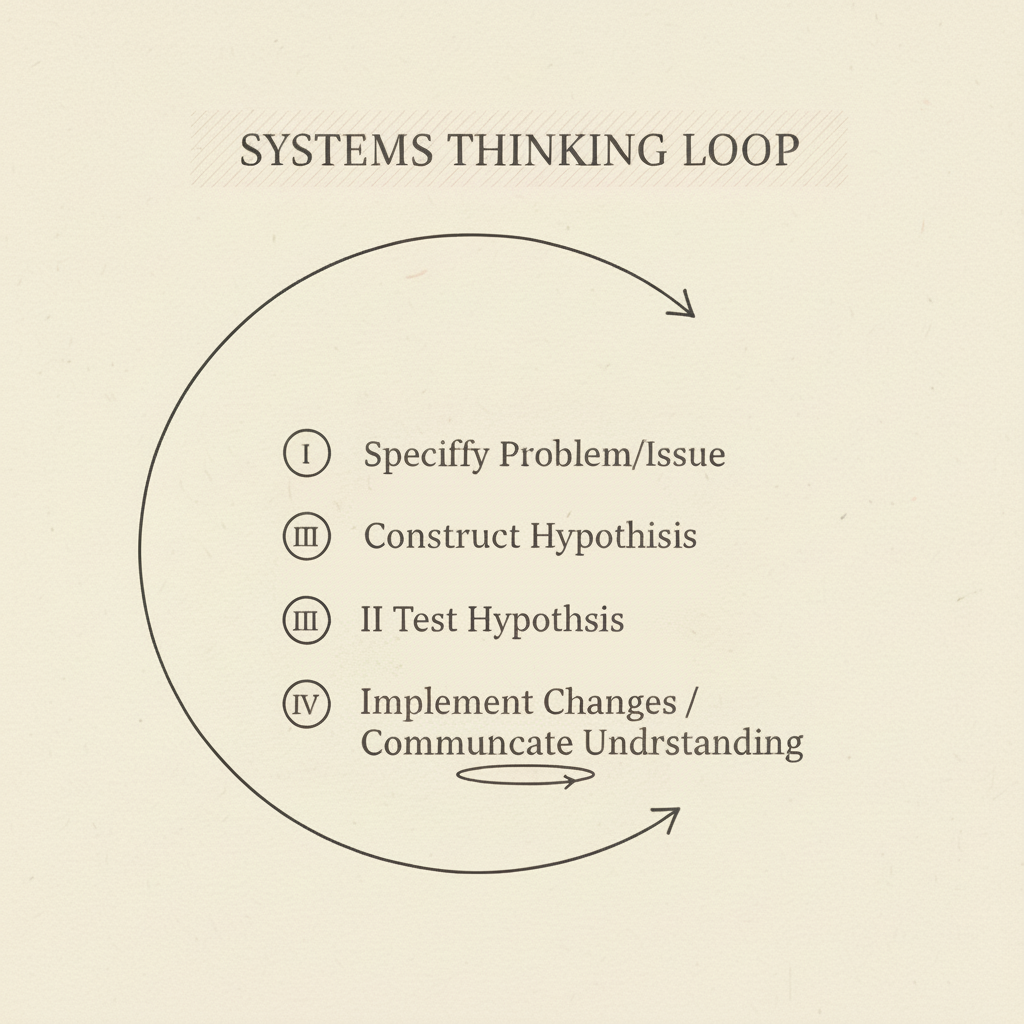 SYSTEMS THINKING LOOP
I Speciffy Problem/Issue
III Construct Hypothisis
III II Test Hypothsis
IV Implement Changes /
Communcate Undrstanding